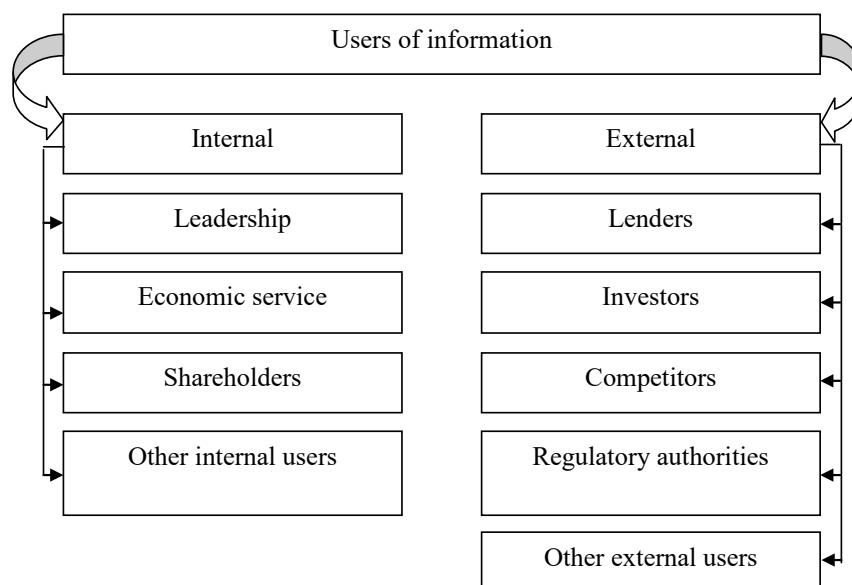 Users of information
Internal
External
Leadership
Lenders
Economic service
Investors
Shareholders
Competitors
Other internal users
Regulatory authorities
Other external users